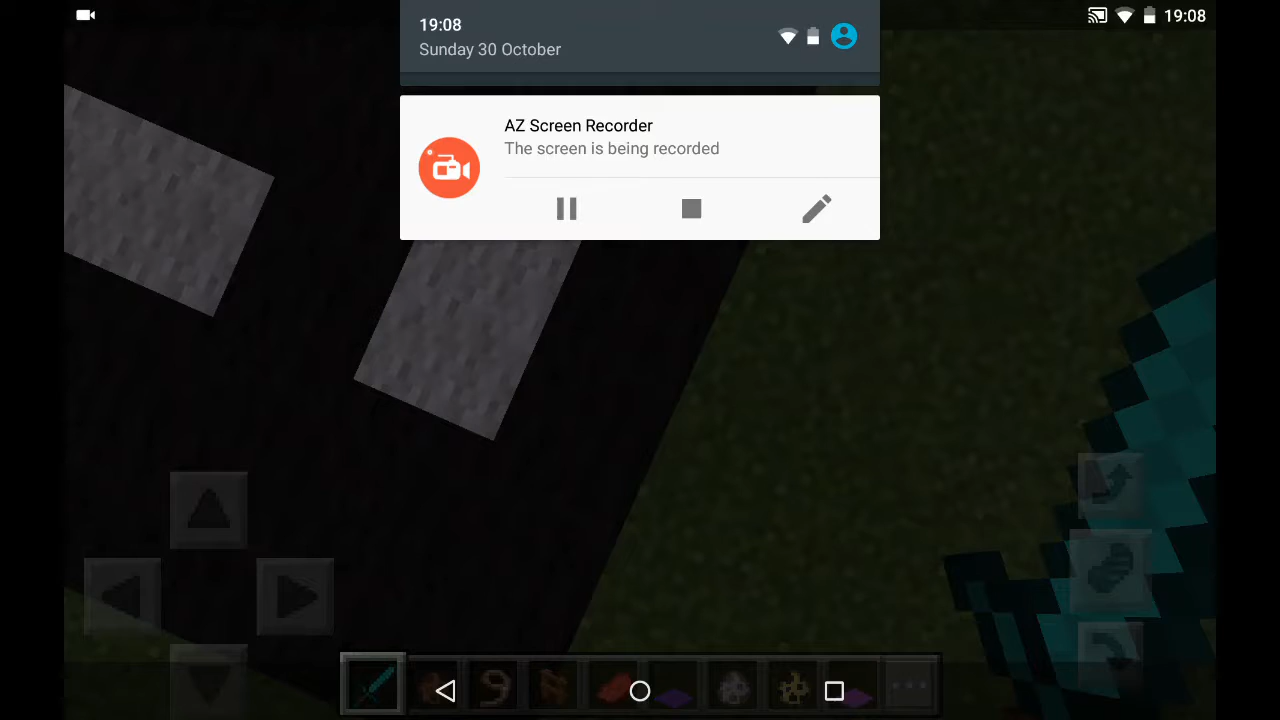 19:08
19:08
Sunday 30 October
AZ Screen Recorder
The screen is being recorded